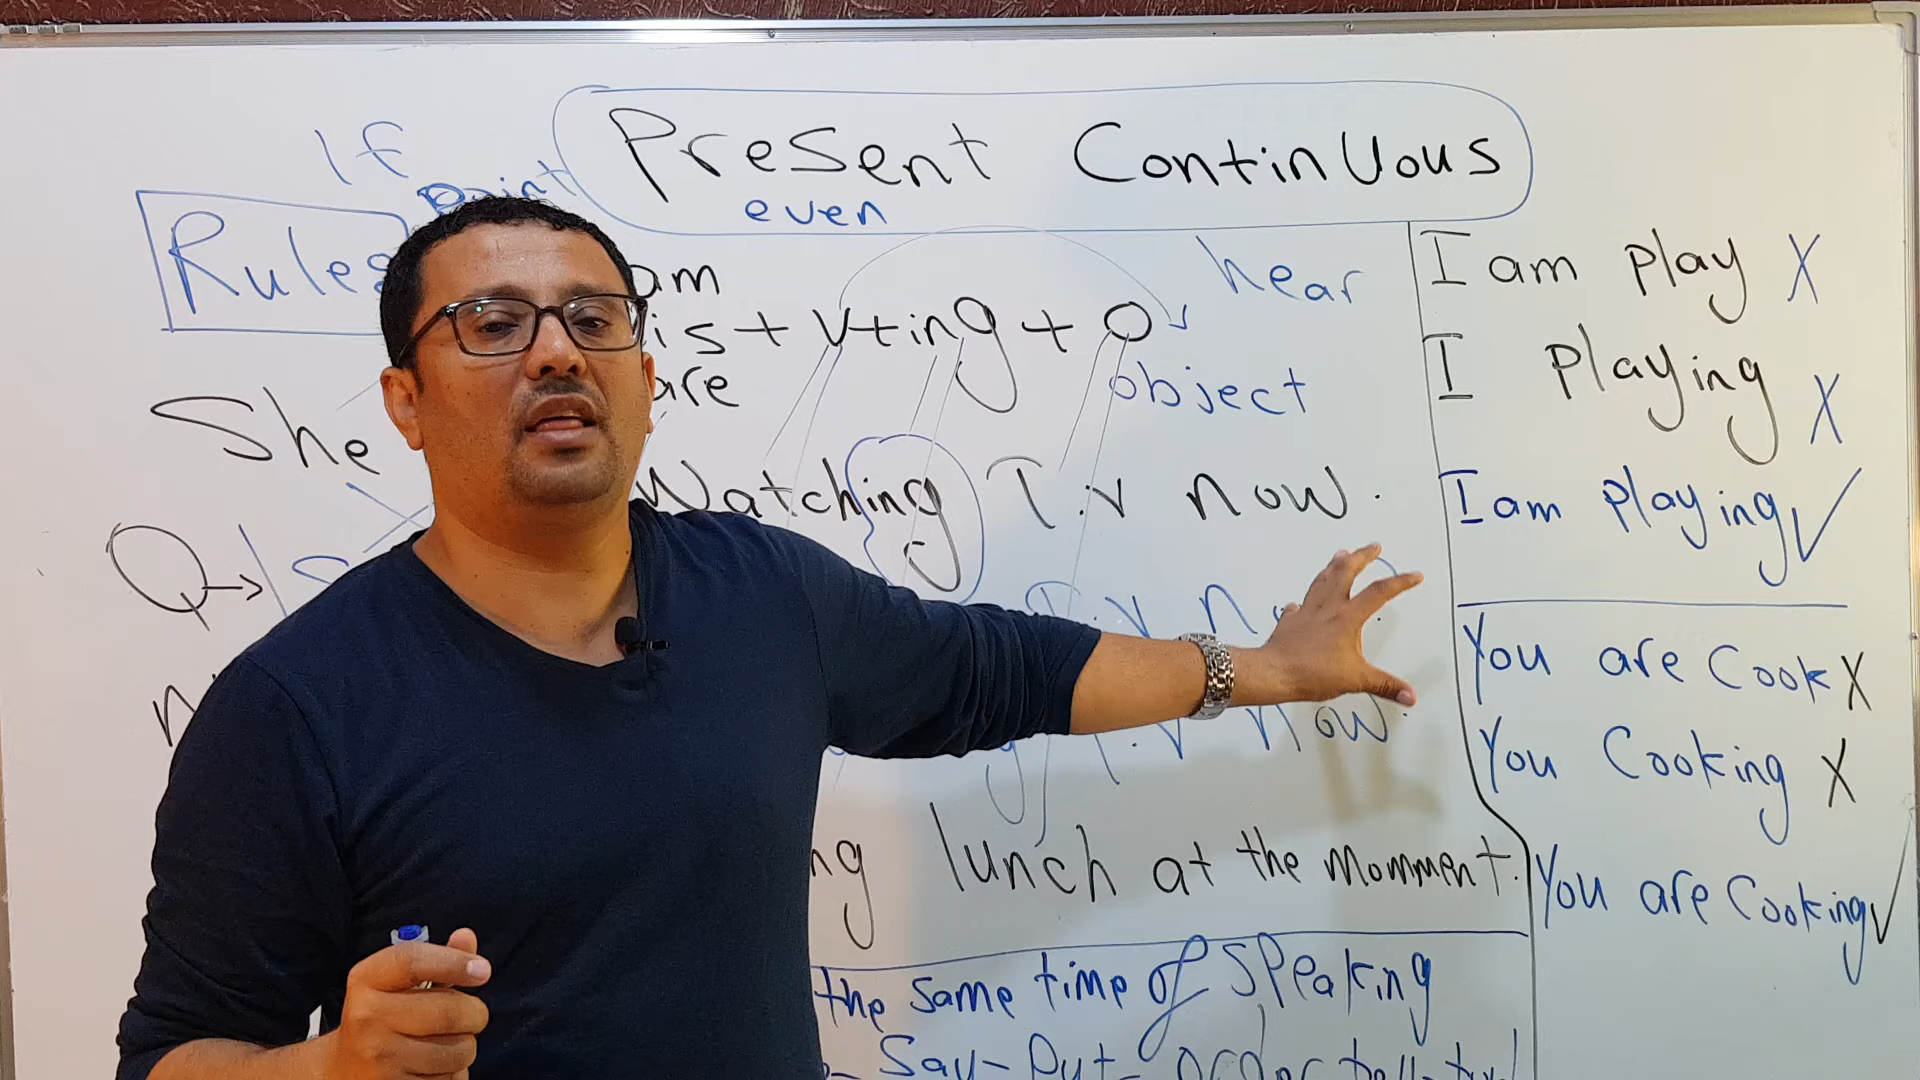 If
point
Present Continuous
even
Rules
am
is + v+ing + O
are
hear
object
She
Watching T.v now.
Q→
T.v now.
T.v now.
ng lunch at the momment.
the same time of speaking
Say - Put - order
I am play X
I Playing X
I am playing ✓
You are Cook X
You Cooking X
You are Cooking ✓